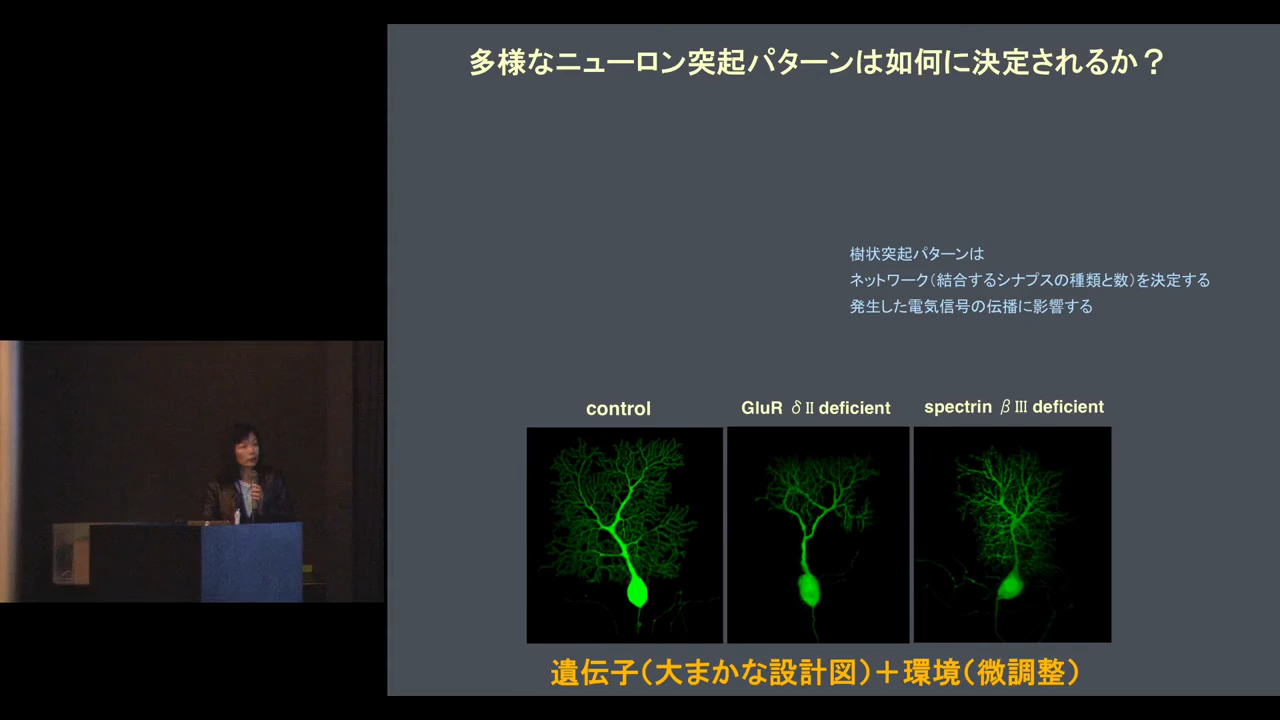 多様なニューロン突起パターンは如何に決定されるか？
樹状突起パターンは
ネットワーク（結合するシナプスの種類と数）を決定する
発生した電気信号の伝播に影響する
control
GluR δⅡ deficient
spectrin βⅢ deficient
遺伝子（大まかな設計図）＋環境（微調整）